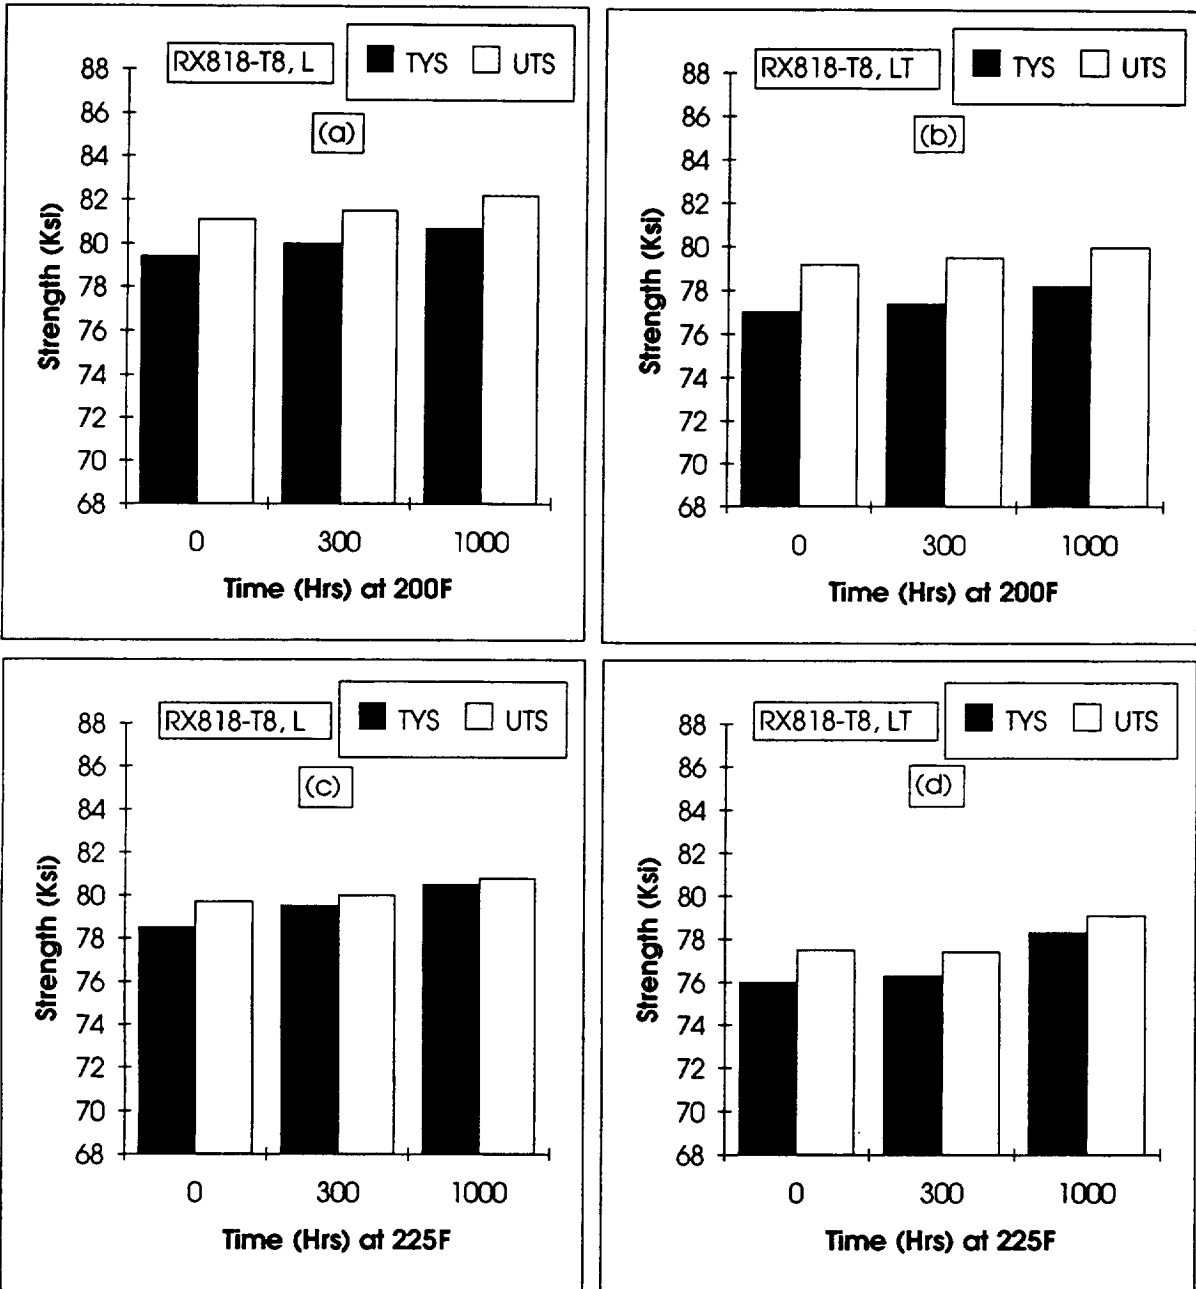 RX818-T8, L
TYS UTS
(a)
88
86
84
82
80
78
76
74
72
70
68
Strength (Ksi)
0 300 1000
Time (Hrs) at 200F
RX818-T8, LT
TYS UTS
(b)
88
86
84
82
80
78
76
74
72
70
68
Strength (Ksi)
0 300 1000
Time (Hrs) at 200F
RX818-T8, L
TYS UTS
(c)
88
86
84
82
80
78
76
74
72
70
68
Strength (Ksi)
0 300 1000
Time (Hrs) at 225F
RX818-T8, LT
TYS UTS
(d)
88
86
84
82
80
78
76
74
72
70
68
Strength (Ksi)
0 300 1000
Time (Hrs) at 225F